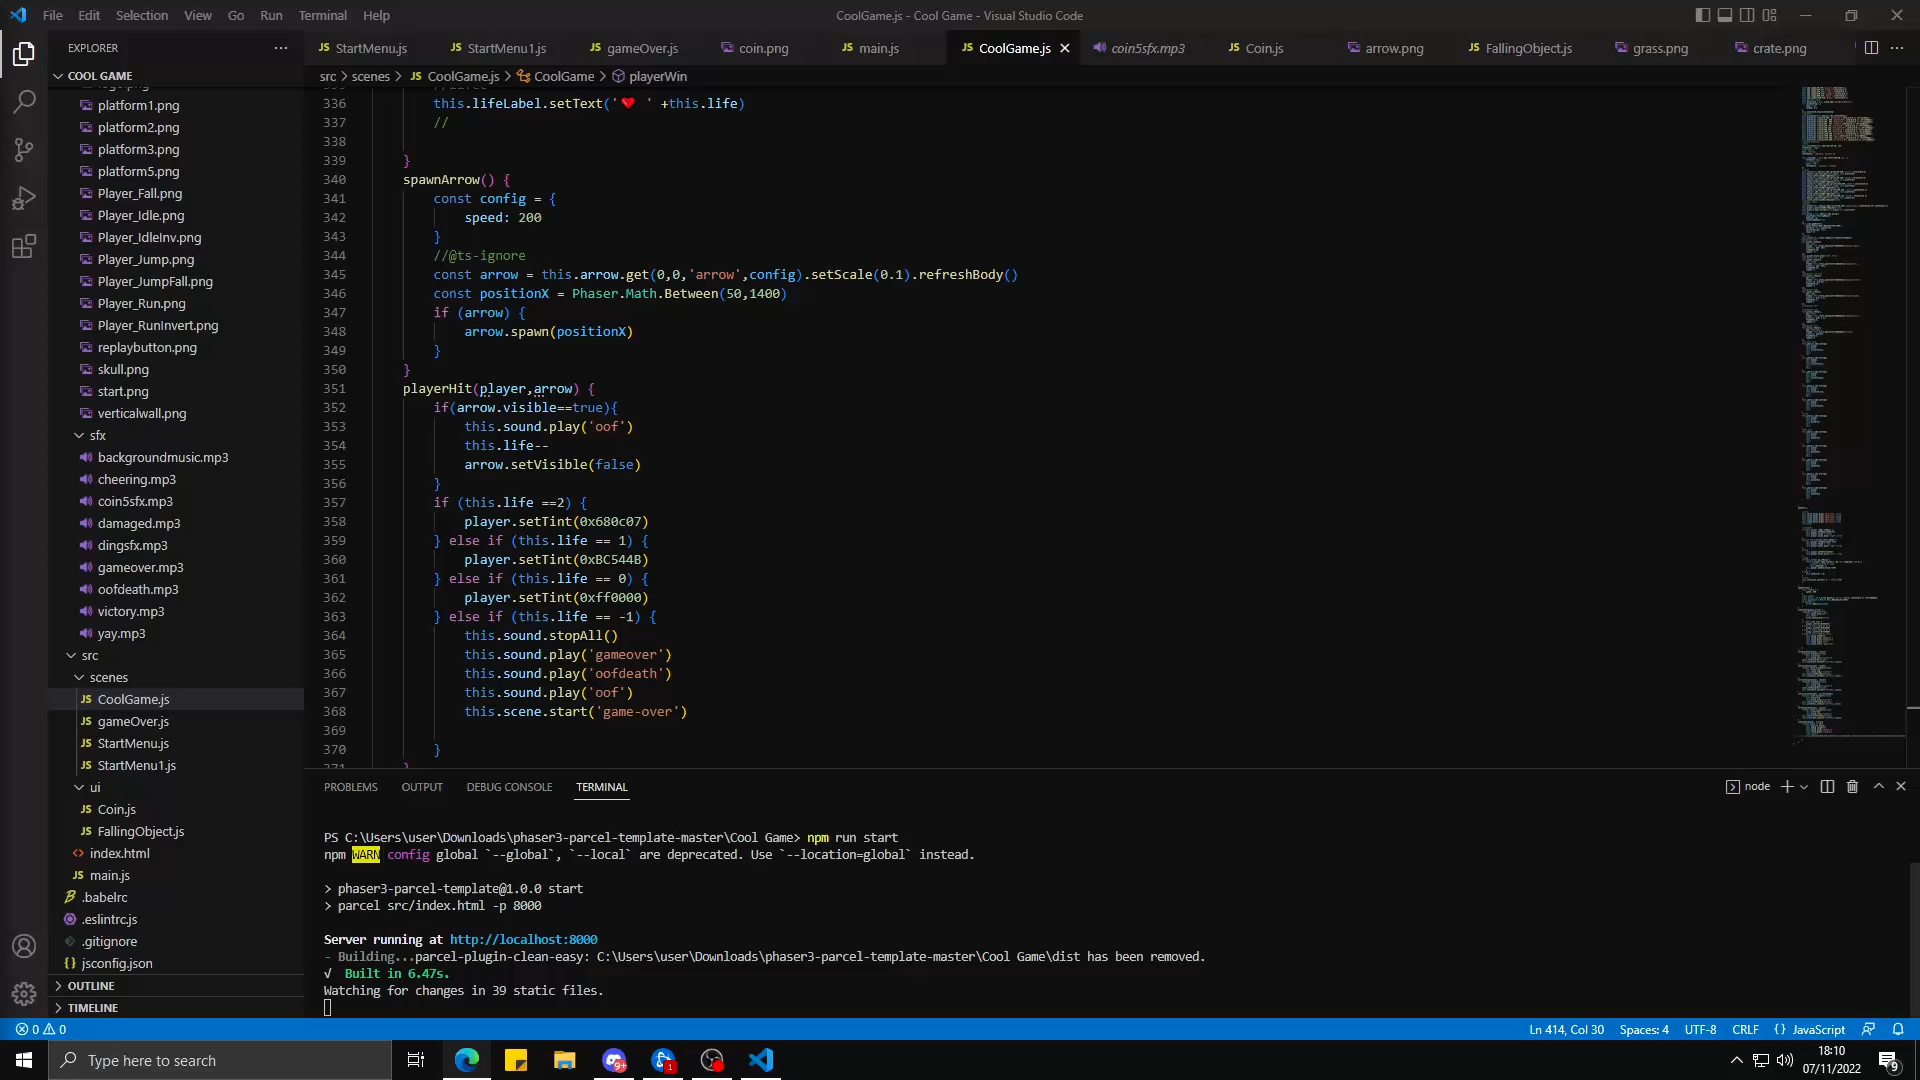 File Edit Selection View Go Run Terminal Help
CoolGame.js - Cool Game - Visual Studio Code
EXPLORER
StartMenu.js StartMenu1.js gameOver.js coin.png main.js CoolGame.js coin5sfx.mp3 Coin.js arrow.png FallingObject.js grass.png crate.png
COOL GAME
src > scenes > JS CoolGame.js > CoolGame > playerWin
platform1.png
platform2.png
platform3.png
platform5.png
Player_Fall.png
Player_Idle.png
Player_IdleInv.png
Player_Jump.png
Player_JumpFall.png
Player_Run.png
Player_RunInvert.png
replaybutton.png
skull.png
start.png
verticalwall.png
sfx
backgroundmusic.mp3
cheering.mp3
coin5sfx.mp3
damaged.mp3
dingsfx.mp3
gameover.mp3
oofdeath.mp3
victory.mp3
yay.mp3
src
scenes
JS CoolGame.js
JS gameOver.js
JS StartMenu.js
JS StartMenu1.js
ui
JS Coin.js
JS FallingObject.js
<> index.html
JS main.js
.babelrc
.eslintrc.js
.gitignore
{} jsconfig.json
OUTLINE
TIMELINE
336 this.lifeLabel.setText('❤ ' +this.life)
337 //
338
339 }
340 spawnArrow() {
341 const config = {
342 speed: 200
343 }
344 //@ts-ignore
345 const arrow = this.arrow.get(0,0,'arrow',config).setScale(0.1).refreshBody()
346 const positionX = Phaser.Math.Between(50,1400)
347 if (arrow) {
348 arrow.spawn(positionX)
349 }
350 }
351 playerHit(player,arrow) {
352 if(arrow.visible==true){
353 this.sound.play('oof')
354 this.life--
355 arrow.setVisible(false)
356 }
357 if (this.life ==2) {
358 player.setTint(0x680c07)
359 } else if (this.life == 1) {
360 player.setTint(0xBC544B)
361 } else if (this.life == 0) {
362 player.setTint(0xff0000)
363 } else if (this.life == -1) {
364 this.sound.stopAll()
365 this.sound.play('gameover')
366 this.sound.play('oofdeath')
367 this.sound.play('oof')
368 this.scene.start('game-over')
369
370 }
PROBLEMS OUTPUT DEBUG CONSOLE TERMINAL
node
PS C:\Users\user\Downloads\phaser3-parcel-template-master\Cool Game> npm run start
npm WARN config global `--global`, `--local` are deprecated. Use `--location=global` instead.
> phaser3-parcel-template@1.0.0 start
> parcel src/index.html -p 8000
Server running at http://localhost:8000
- Building...parcel-plugin-clean-easy: C:\Users\user\Downloads\phaser3-parcel-template-master\Cool Game\dist has been removed.
√ Built in 6.47s.
Watching for changes in 39 static files.
0 0
Ln 414, Col 30 Spaces: 4 UTF-8 CRLF {} JavaScript
Type here to search
9+
1
18:10
07/11/2022
9